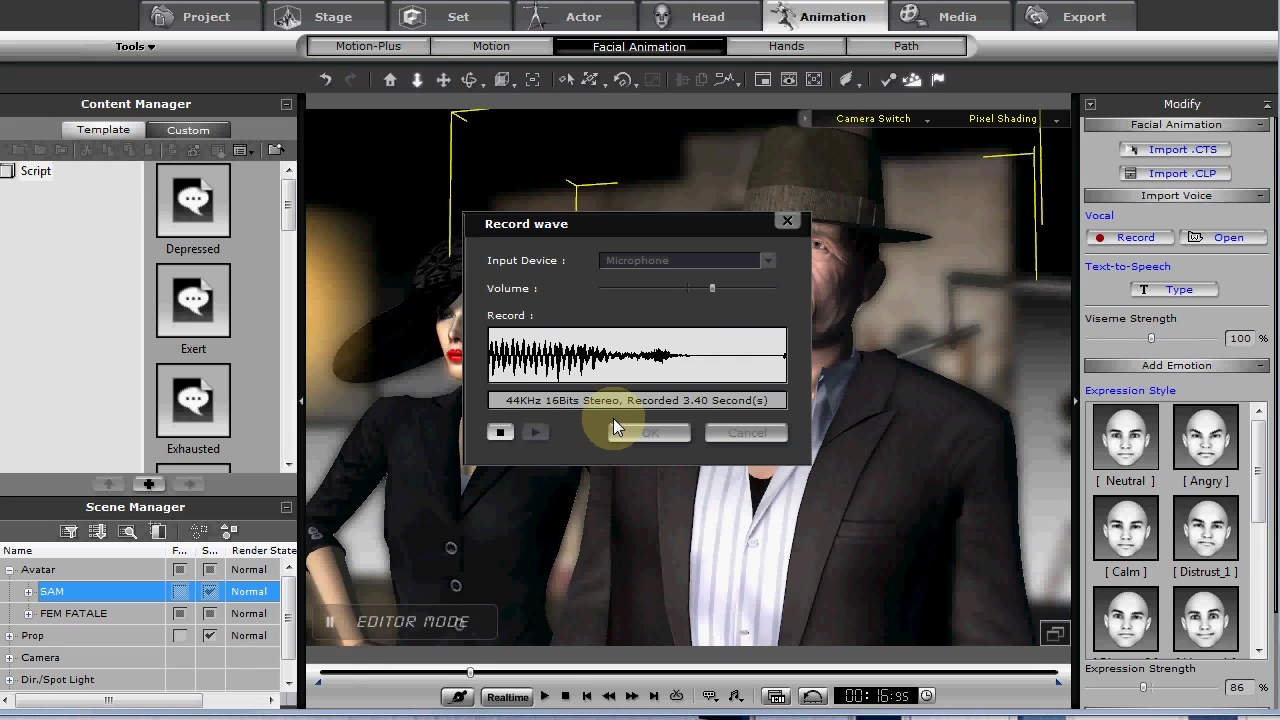 Project
Stage
Set
Actor
Head
Animation
Media
Export
Tools
Motion-Plus
Motion
Facial Animation
Hands
Path
Content Manager
Template
Custom
Script
Depressed
Exert
Exhausted
Scene Manager
Name
F...
S...
Render State
Avatar
Normal
SAM
Normal
FEM FATALE
Normal
Prop
Normal
Camera
Dir./Spot Light
Camera Switch
Pixel Shading
Record wave
Input Device :
Microphone
Volume :
Record :
44KHz 16Bits Stereo, Recorded 3.40 Second(s)
OK
Cancel
EDITOR MODE
Realtime
00:16:95
Modify
Facial Animation
Import .CTS
Import .CLP
Import Voice
Vocal
Record
Open
Text-to-Speech
T Type
Viseme Strength
100 %
Add Emotion
Expression Style
[ Neutral ]
[ Angry ]
[ Calm ]
[ Distrust_1 ]
Expression Strength
86 %